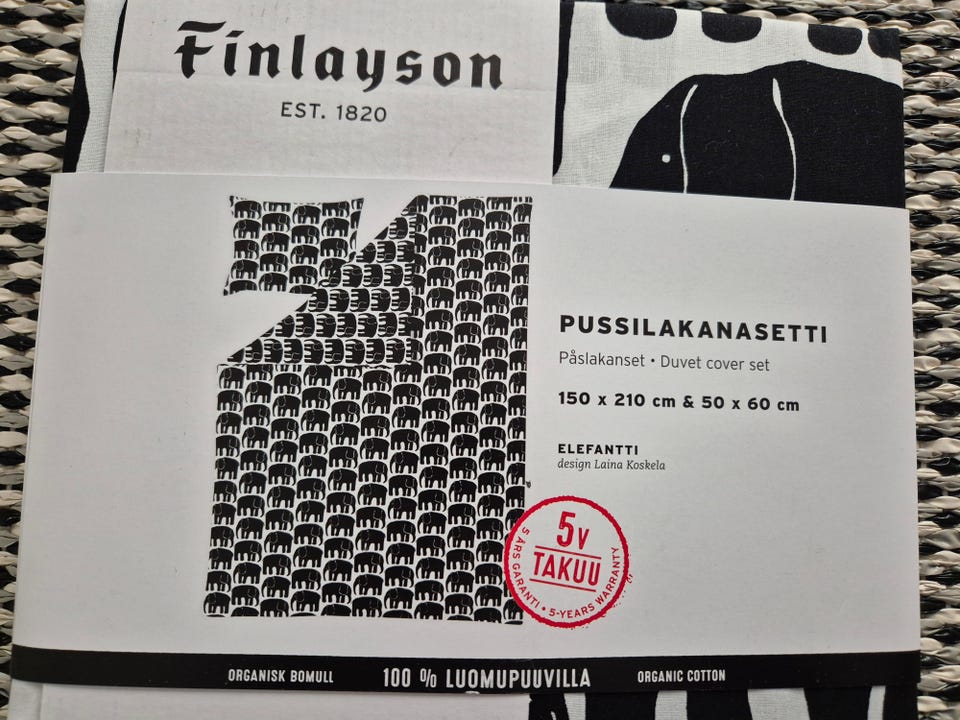 Finlayson
EST. 1820
PUSSILAKANASETTI
Påslakanset • Duvet cover set
150 x 210 cm & 50 x 60 cm
ELEFANTTI
design Laina Koskela
5v
TAKUU
5 ÅRS GARANTI • 5-YEARS WARRANTY
ORGANISK BOMULL 100 % LUOMUPUUVILLA ORGANIC COTTON